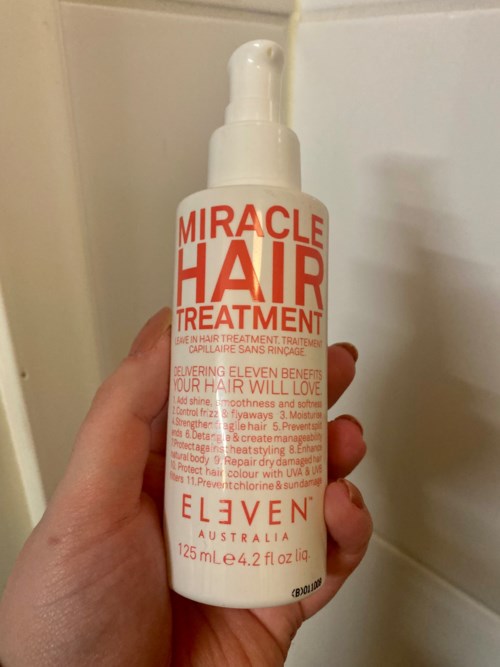 MIRACLE
HAIR
TREATMENT
LEAVE IN HAIR TREATMENT. TRAITEMENT
CAPILLAIRE SANS RINÇAGE.
DELIVERING ELEVEN BENEFITS
YOUR HAIR WILL LOVE.
1. Add shine, smoothness and softness
2. Control frizz & flyaways 3. Moisturise
4. Strengthen fragile hair 5. Prevent split
ends 6. Detangle & create manageability
7. Protect against heat styling 8. Enhance
natural body 9. Repair dry damaged hair
10. Protect hair colour with UVA & UVB
filters 11. Prevent chlorine & sun damage
ELEVEN™
AUSTRALIA
125 mL e 4.2 fl oz liq.
(B)011008